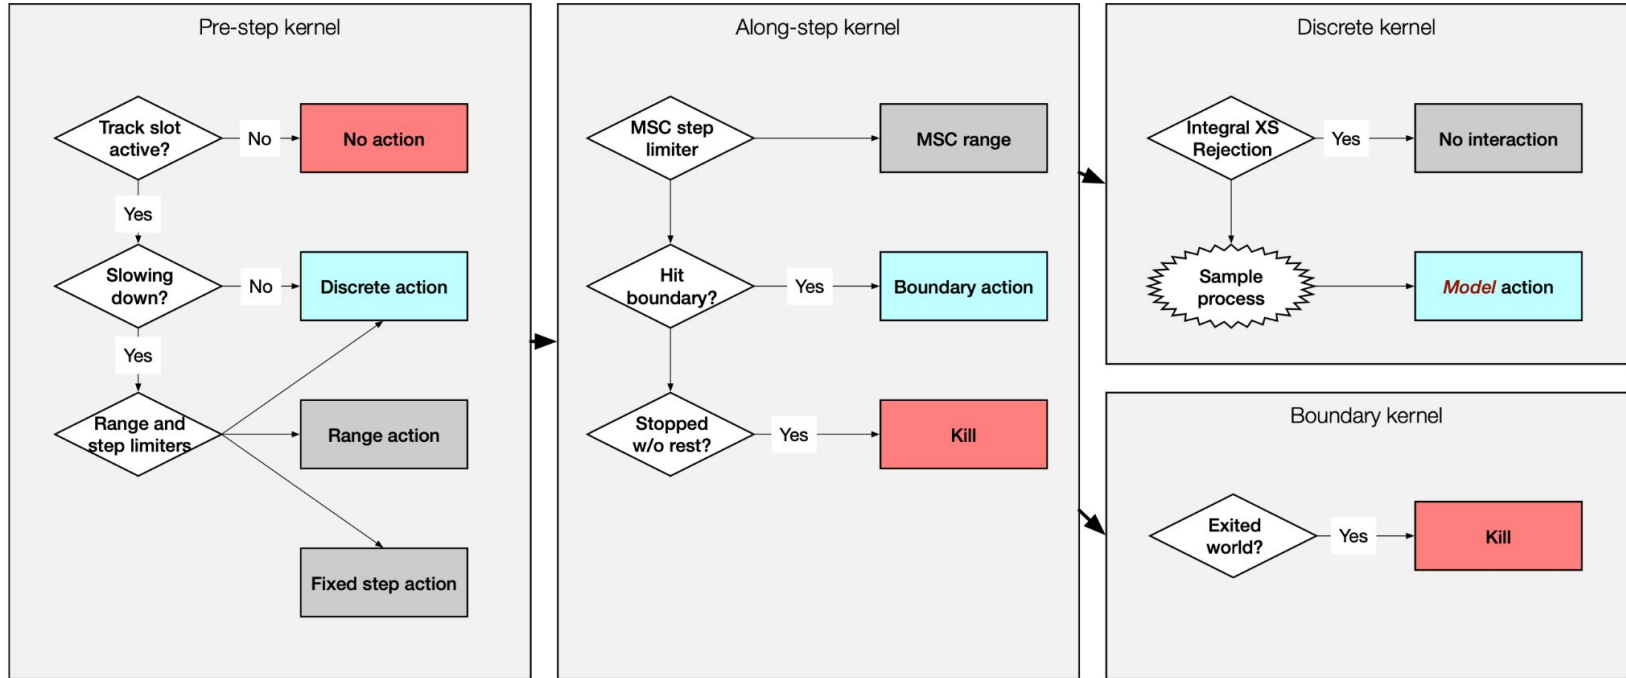 Pre-step kernel
Track slot
active?
No
No action
Yes
Slowing
down?
No
Discrete action
Yes
Range and
step limiters
Range action
Fixed step action
Along-step kernel
MSC step
limiter
MSC range
Hit
boundary?
Yes
Boundary action
Stopped
w/o rest?
Yes
Kill
Discrete kernel
Integral XS
Rejection
Yes
No interaction
Sample
process
Model action
Boundary kernel
Exited
world?
Yes
Kill